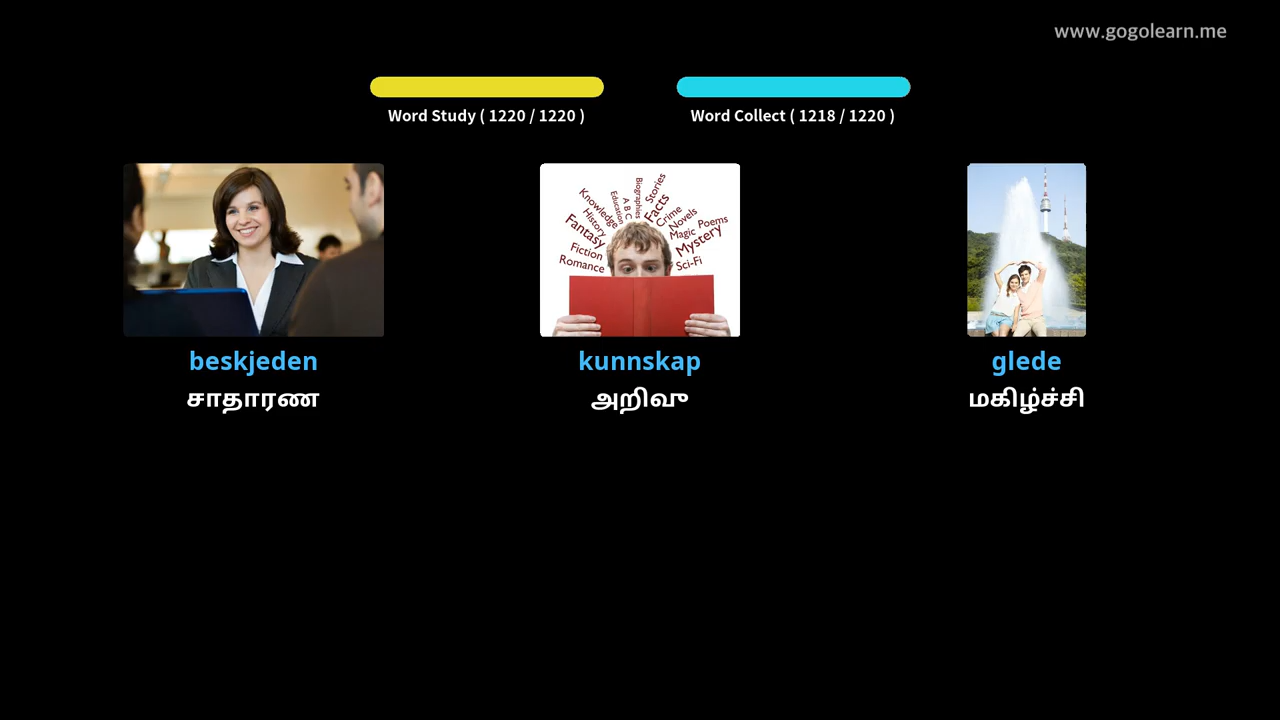 www.gogolearn.me
Word Study ( 1220 / 1220 )
Word Collect ( 1218 / 1220 )
Stories
Biographies
Facts
Knowledge
Education
A B C
Crime
History
Novels
Fantasy
Magic
Poems
Mystery
Fiction
Romance
Sci-Fi
beskjeden
kunnskap
glede
சாதாரண
அறிவு
மகிழ்ச்சி